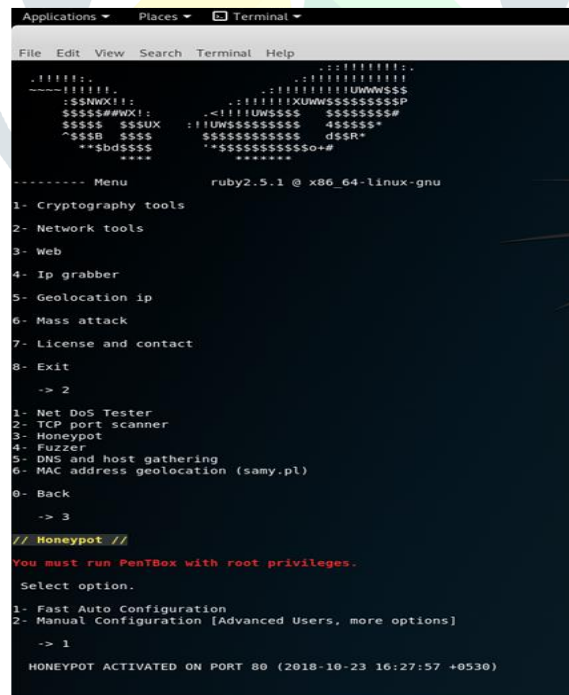 Applications ▾ Places ▾ Terminal ▾
File Edit View Search Terminal Help
--------- Menu ruby2.5.1 @ x86_64-linux-gnu
1- Cryptography tools
2- Network tools
3- Web
4- Ip grabber
5- Geolocation ip
6- Mass attack
7- License and contact
8- Exit
-> 2
1- Net DoS Tester
2- TCP port scanner
3- Honeypot
4- Fuzzer
5- DNS and host gathering
6- MAC address geolocation (samy.pl)
0- Back
-> 3
// Honeypot //
You must run PenTBox with root privileges.
Select option.
1- Fast Auto Configuration
2- Manual Configuration [Advanced Users, more options]
-> 1
HONEYPOT ACTIVATED ON PORT 80 (2018-10-23 16:27:57 +0530)